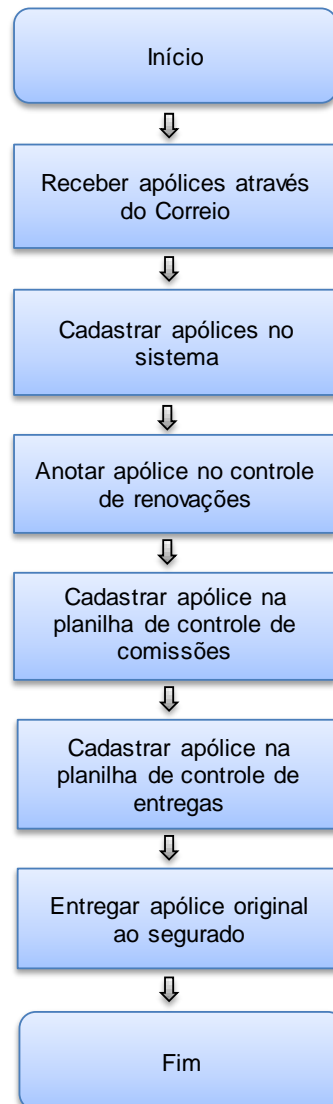 Início
Receber apólices através
do Correio
Cadastrar apólices no
sistema
Anotar apólice no controle
de renovações
Cadastrar apólice na
planilha de controle de
comissões
Cadastrar apólice na
planilha de controle de
entregas
Entregar apólice original
ao segurado
Fim